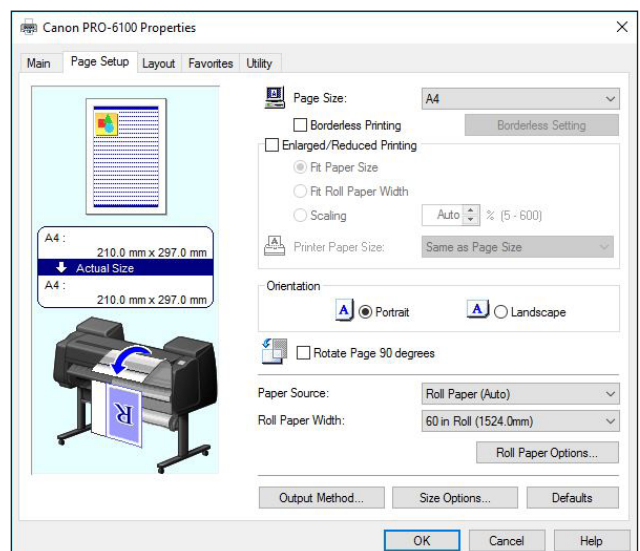 Canon PRO-6100 Properties
Main Page Setup Layout Favorites Utility
Page Size: A4
Borderless Printing Borderless Setting
Enlarged/Reduced Printing
Fit Paper Size
Fit Roll Paper Width
Scaling Auto % (5 - 600)
Printer Paper Size: Same as Page Size
A4 :
210.0 mm x 297.0 mm
Actual Size
A4 :
210.0 mm x 297.0 mm
Orientation
A Portrait A Landscape
Rotate Page 90 degrees
R
Paper Source: Roll Paper (Auto)
Roll Paper Width: 60 in Roll (1524.0mm)
Roll Paper Options...
Output Method... Size Options... Defaults
OK Cancel Help